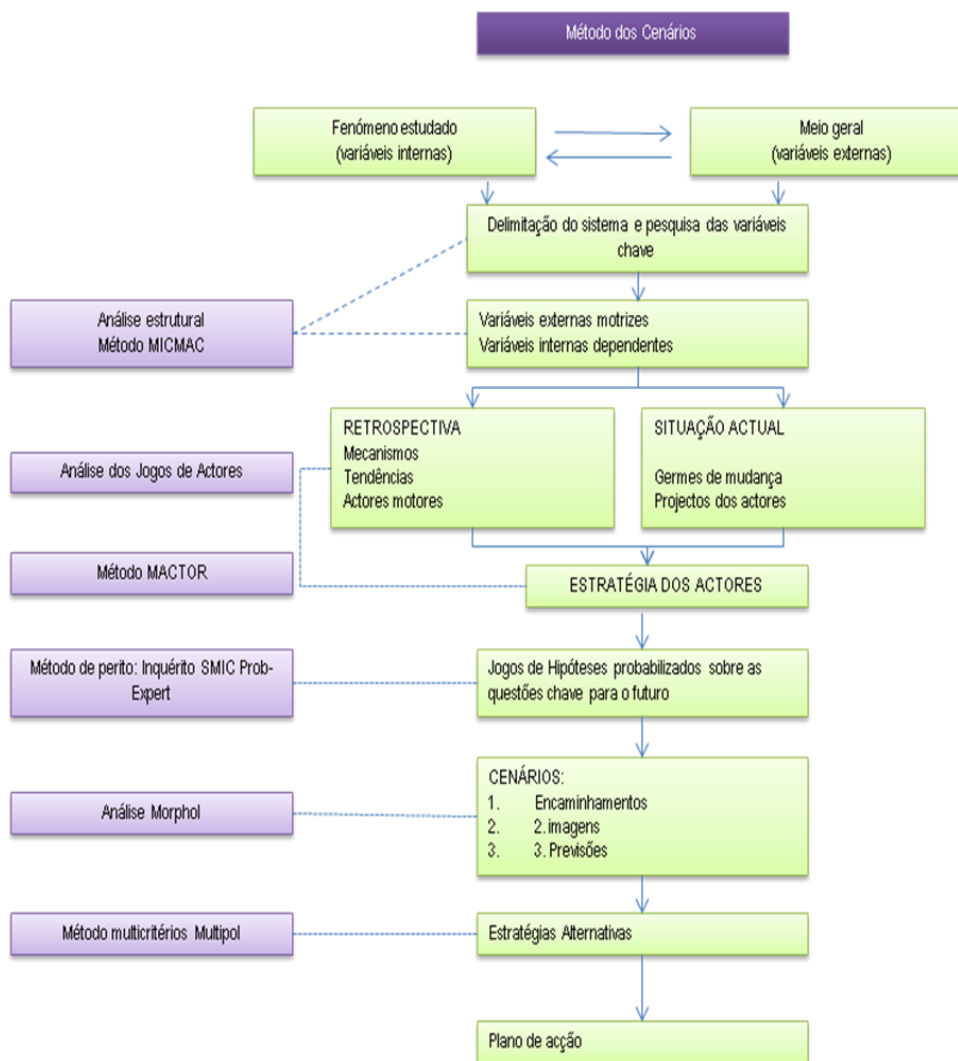 Método dos Cenários
Fenómeno estudado
(variáveis internas)
Meio geral
(variáveis externas)
Delimitação do sistema e pesquisa das variáveis
chave
Análise estrutural
Método MICMAC
Variáveis externas motrizes
Variáveis internas dependentes
RETROSPECTIVA
Mecanismos
Tendências
Actores motores
SITUAÇÃO ACTUAL
Germes de mudança
Projectos dos actores
Análise dos Jogos de Actores
Método MACTOR
ESTRATÉGIA DOS ACTORES
Método de perito: Inquérito SMIC Prob-
Expert
Jogos de Hipóteses probabilizados sobre as
questões chave para o futuro
CENÁRIOS:
1. Encaminhamentos
2. 2. imagens
3. 3. Previsões
Análise Morphol
Método multicritérios Multipol
Estratégias Alternativas
Plano de acção